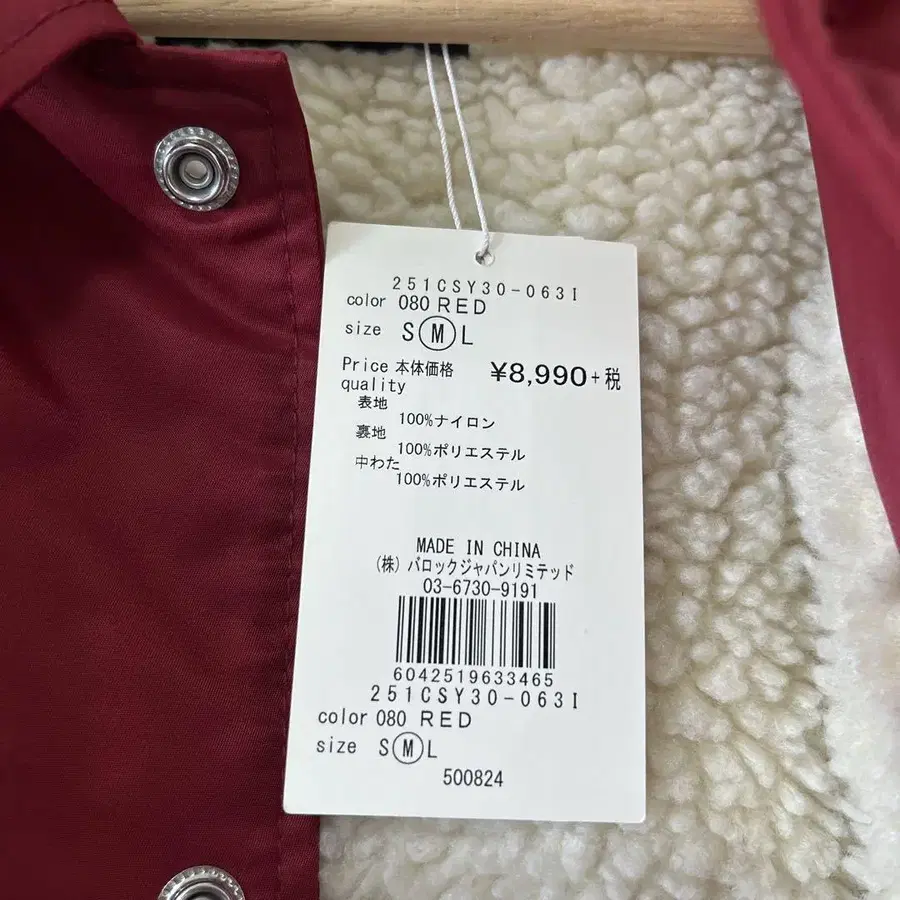 251CSY30-063I
color 080 RED
size S M L
Price 本体価格 ¥8,990+税
quality
表地
100%ナイロン
裏地
100%ポリエステル
中わた
100%ポリエステル
MADE IN CHINA
(株) バロックジャパンリミテッド
03-6730-9191
6042519633465
251CSY30-063I
color 080 RED
size S M L
500824